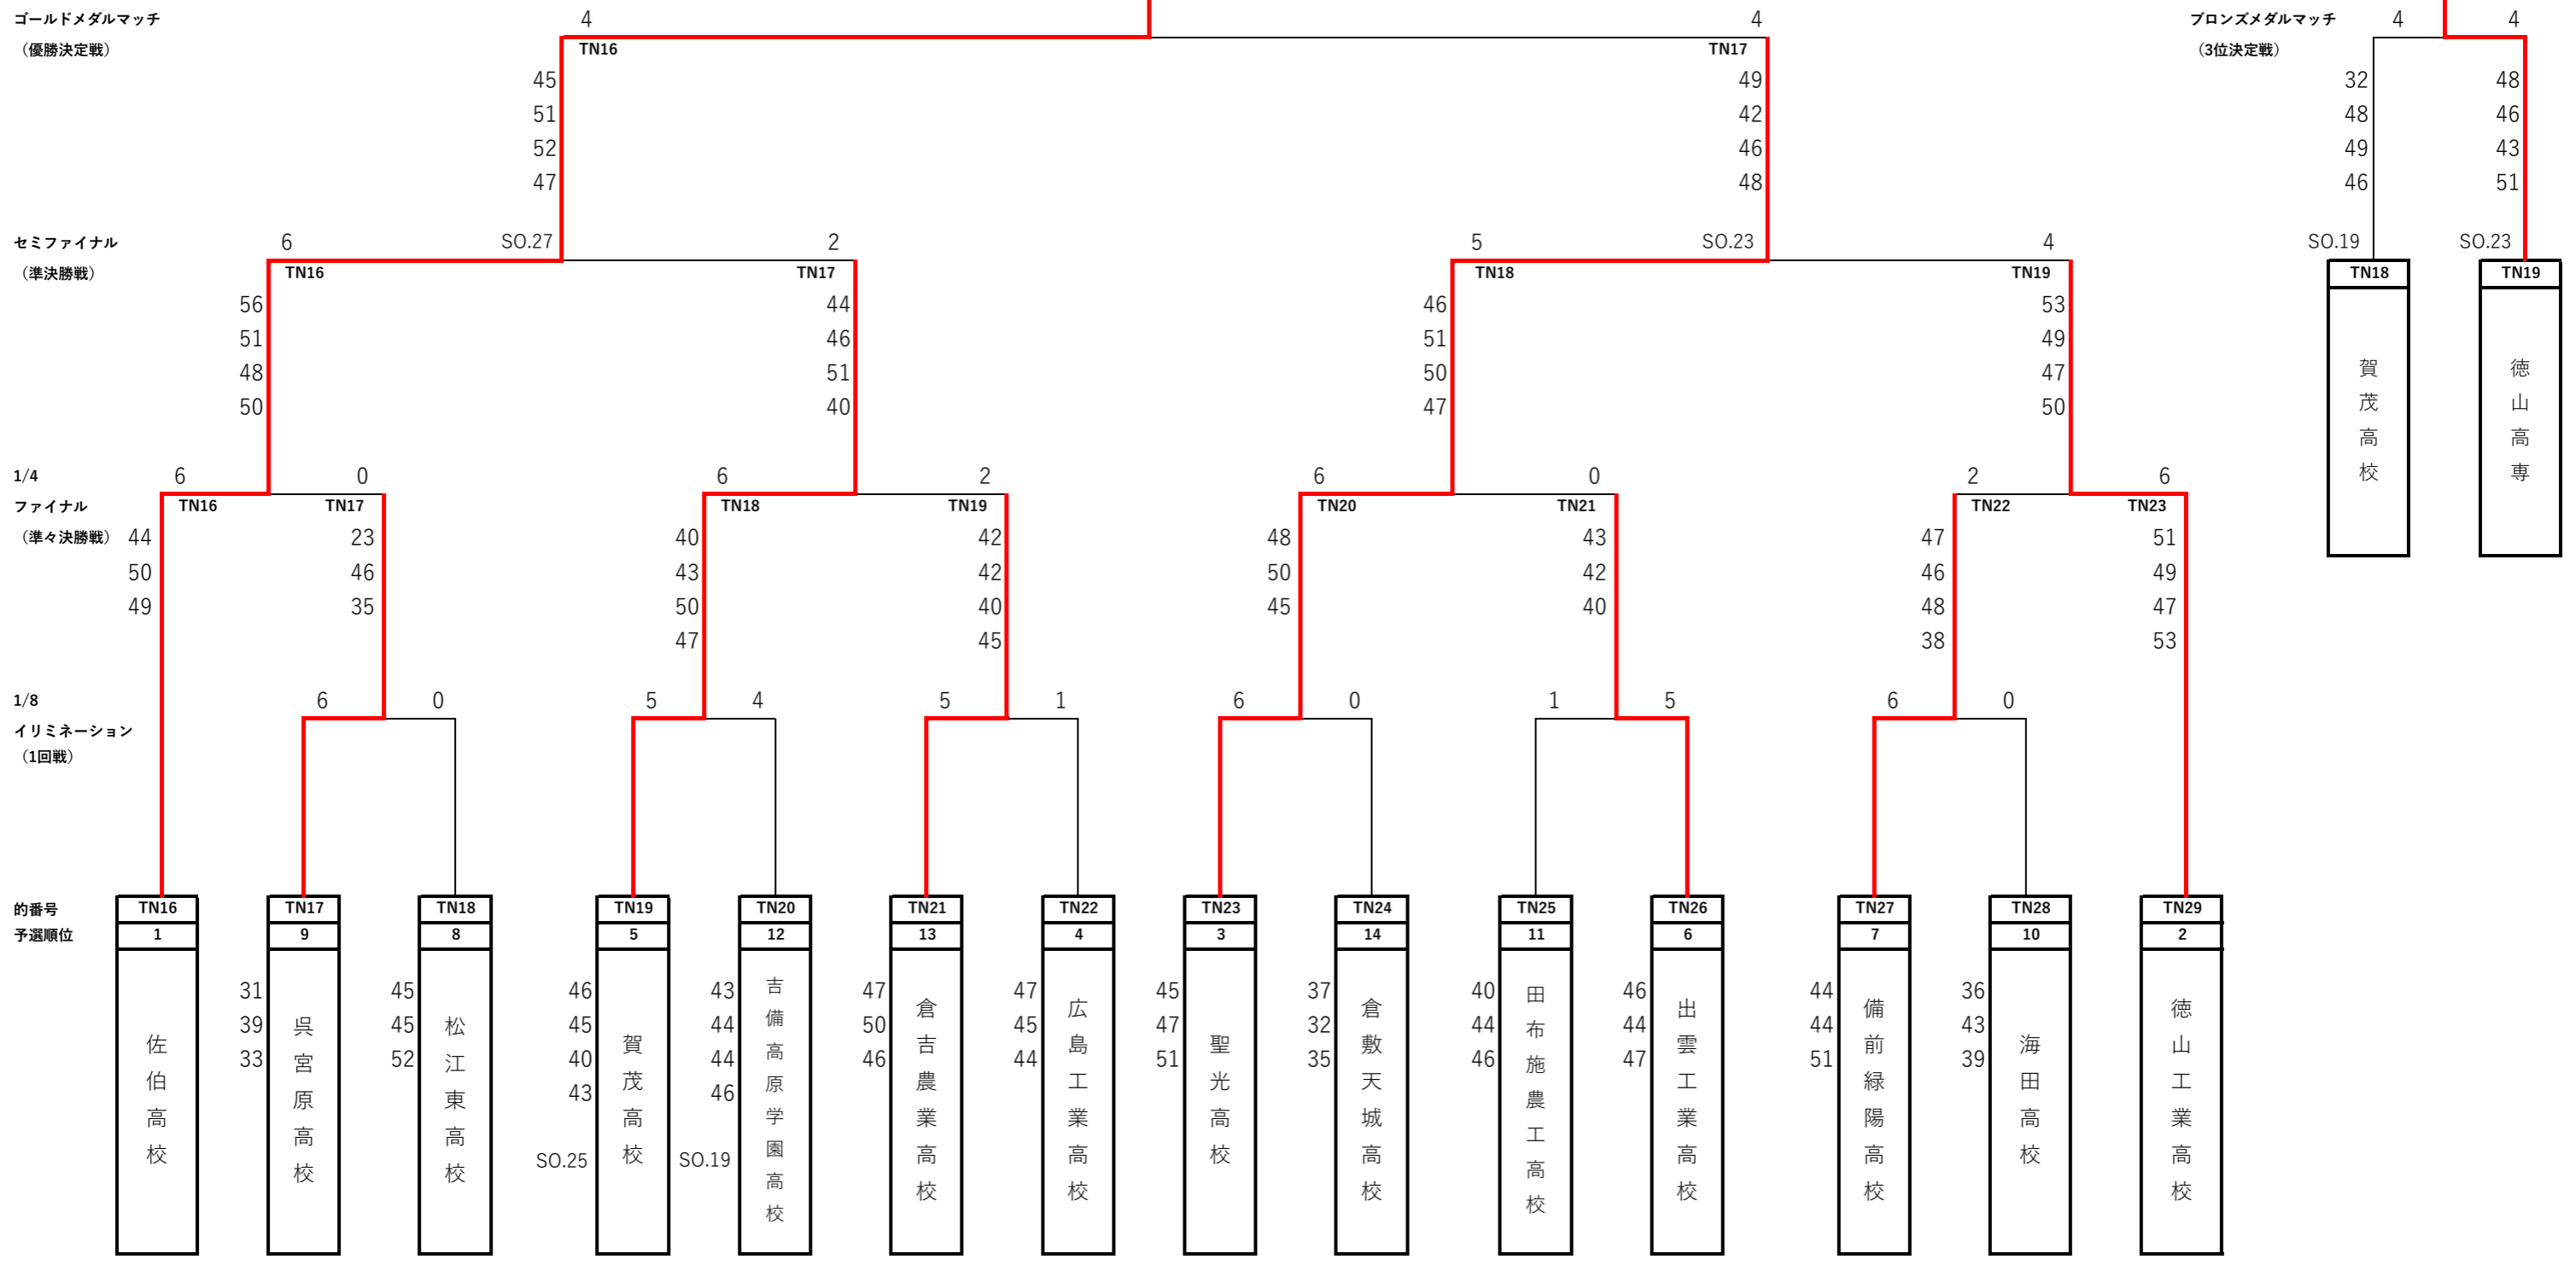 ゴールドメダルマッチ 4 4 ブロンズメダルマッチ 4 4
（優勝決定戦） TN16 TN17 （3位決定戦）
45 49 32 48
51 42 48 46
52 46 49 43
47 48 46 51
セミファイナル 6 SO.27 2 5 SO.23 4 SO.19 SO.23
（準決勝戦） TN16 TN17 TN18 TN19 TN18 TN19
56 44 46 53
51 46 51 49
48 51 50 47
50 40 47 50
賀茂高校
徳山高専
1/4 6 0 6 2 6 0 2 6
ファイナル TN16 TN17 TN18 TN19 TN20 TN21 TN22 TN23
（準々決勝戦） 44 23 40 42 48 43 47 51
50 46 43 42 50 42 46 49
49 35 50 40 45 40 48 47
47 45 38 53
1/8 6 0 5 4 5 1 6 0 1 5 6 0
イリミネーション
（1回戦）
的番号 TN16 TN17 TN18 TN19 TN20 TN21 TN22 TN23 TN24 TN25 TN26 TN27 TN28 TN29
予選順位 1 9 8 5 12 13 4 3 14 11 6 7 10 2
31 45 46 43 47 47 45 37 40 46 44 36
39 45 45 44 50 45 47 32 44 44 44 43
33 52 40 44 46 44 51 35 46 47 51 39
43 46
SO.25 SO.19
佐伯高校
呉宮原高校
松江東高校
賀茂高校
吉備高原学園高校
倉吉農業高校
広島工業高校
聖光高校
倉敷天城高校
田布施農工高校
出雲工業高校
備前緑陽高校
海田高校
徳山工業高校